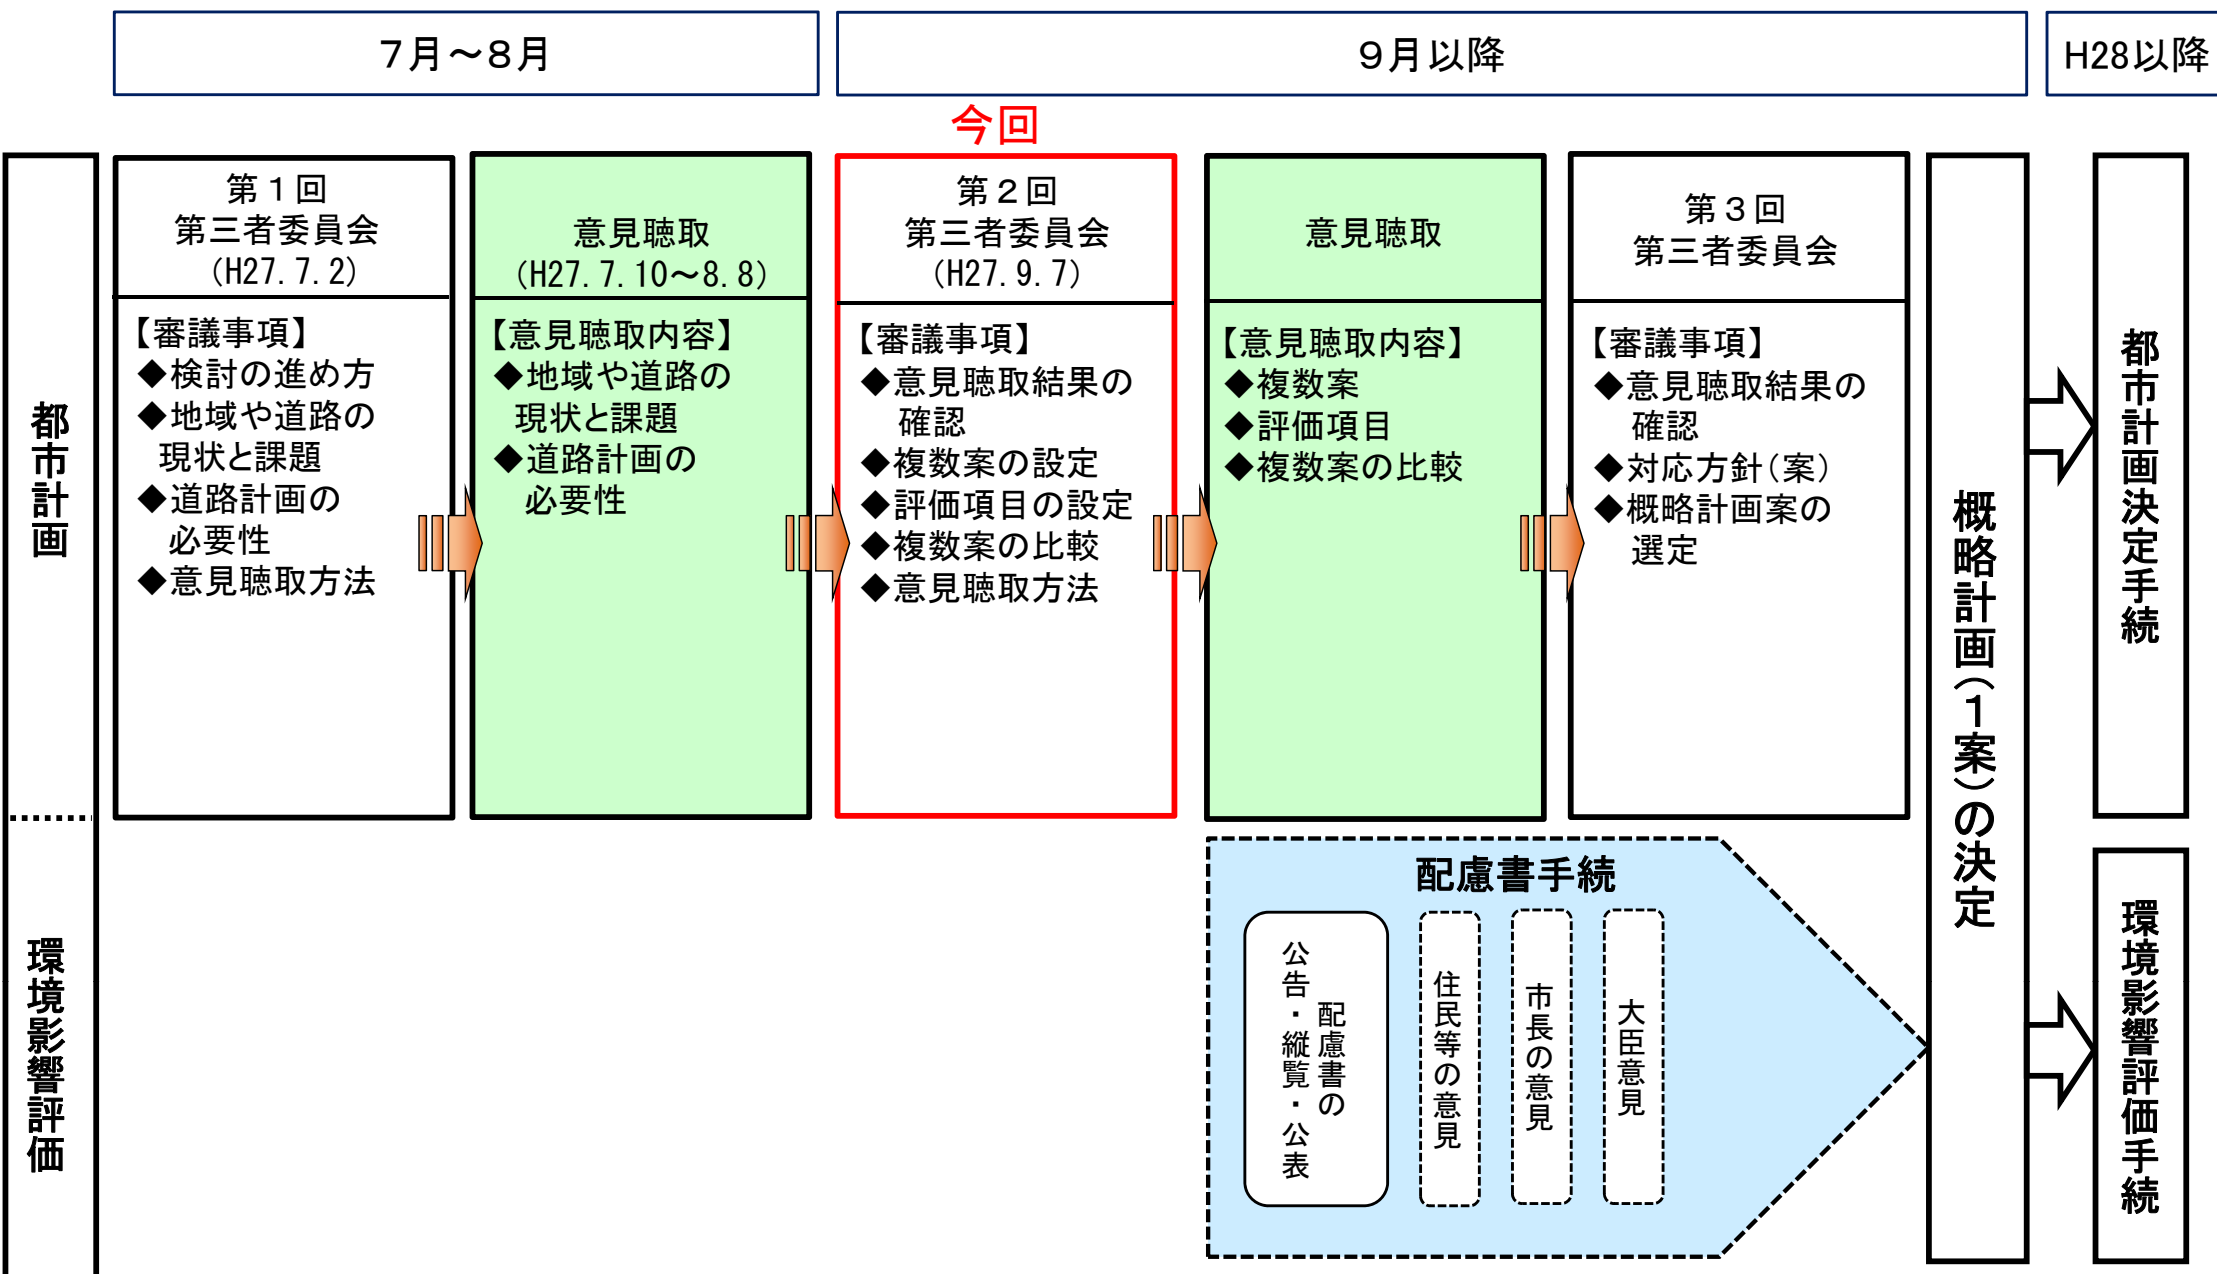 7月～8月
9月以降
H28以降
今回
都市計画
環境影響評価
第1回
第三者委員会
(H27.7.2)
【審議事項】
◆検討の進め方
◆地域や道路の
現状と課題
◆道路計画の
必要性
◆意見聴取方法
意見聴取
(H27.7.10～8.8)
【意見聴取内容】
◆地域や道路の
現状と課題
◆道路計画の
必要性
第2回
第三者委員会
(H27.9.7)
【審議事項】
◆意見聴取結果の
確認
◆複数案の設定
◆評価項目の設定
◆複数案の比較
◆意見聴取方法
意見聴取
【意見聴取内容】
◆複数案
◆評価項目
◆複数案の比較
第3回
第三者委員会
【審議事項】
◆意見聴取結果の
確認
◆対応方針(案)
◆概略計画案の
選定
配慮書手続
配慮書の
公告・縦覧・公表
住民等の意見
市長の意見
大臣意見
概略計画(1案)の決定
都市計画決定手続
環境影響評価手続